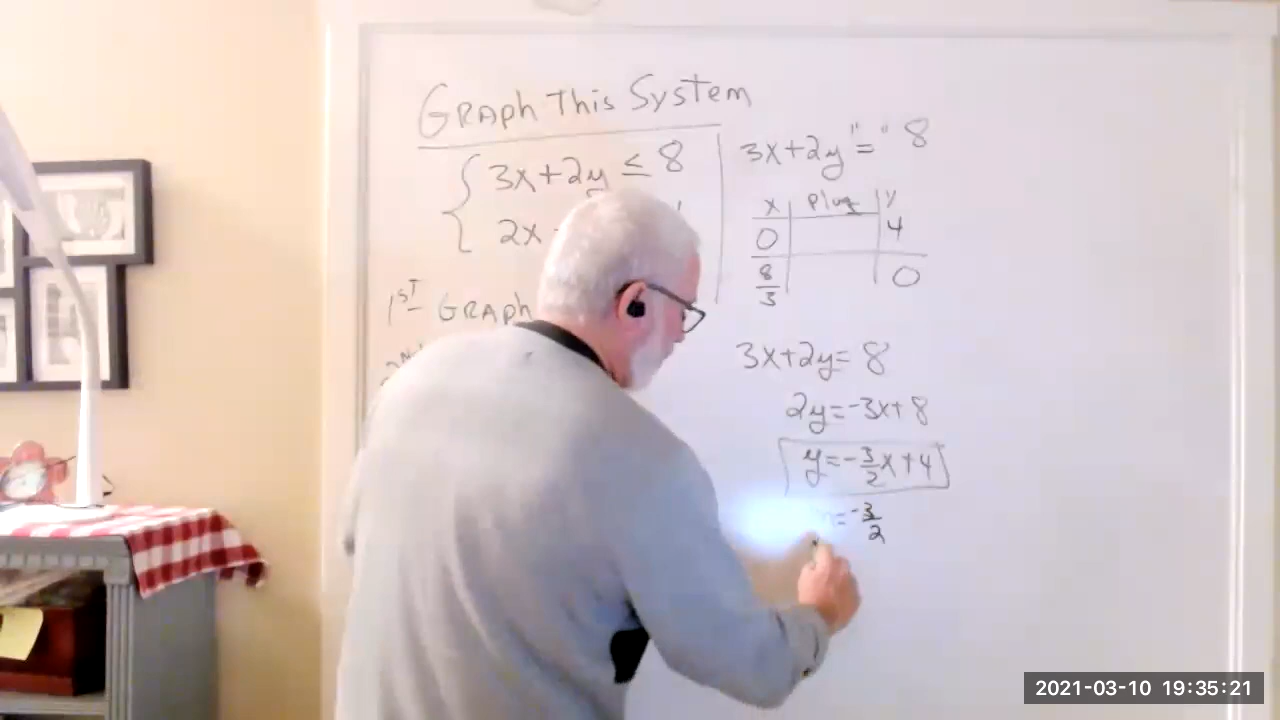 GRAPH This System
3x+2y ≤ 8
2x
1ST GRAPH
2ND
3x+2y "=" 8
x | plug | y
0 | | 4
8/3 | | 0
3x+2y= 8
2y=-3x+8
y=-3/2x+4
m=-3/2
2021-03-10 19:35:21